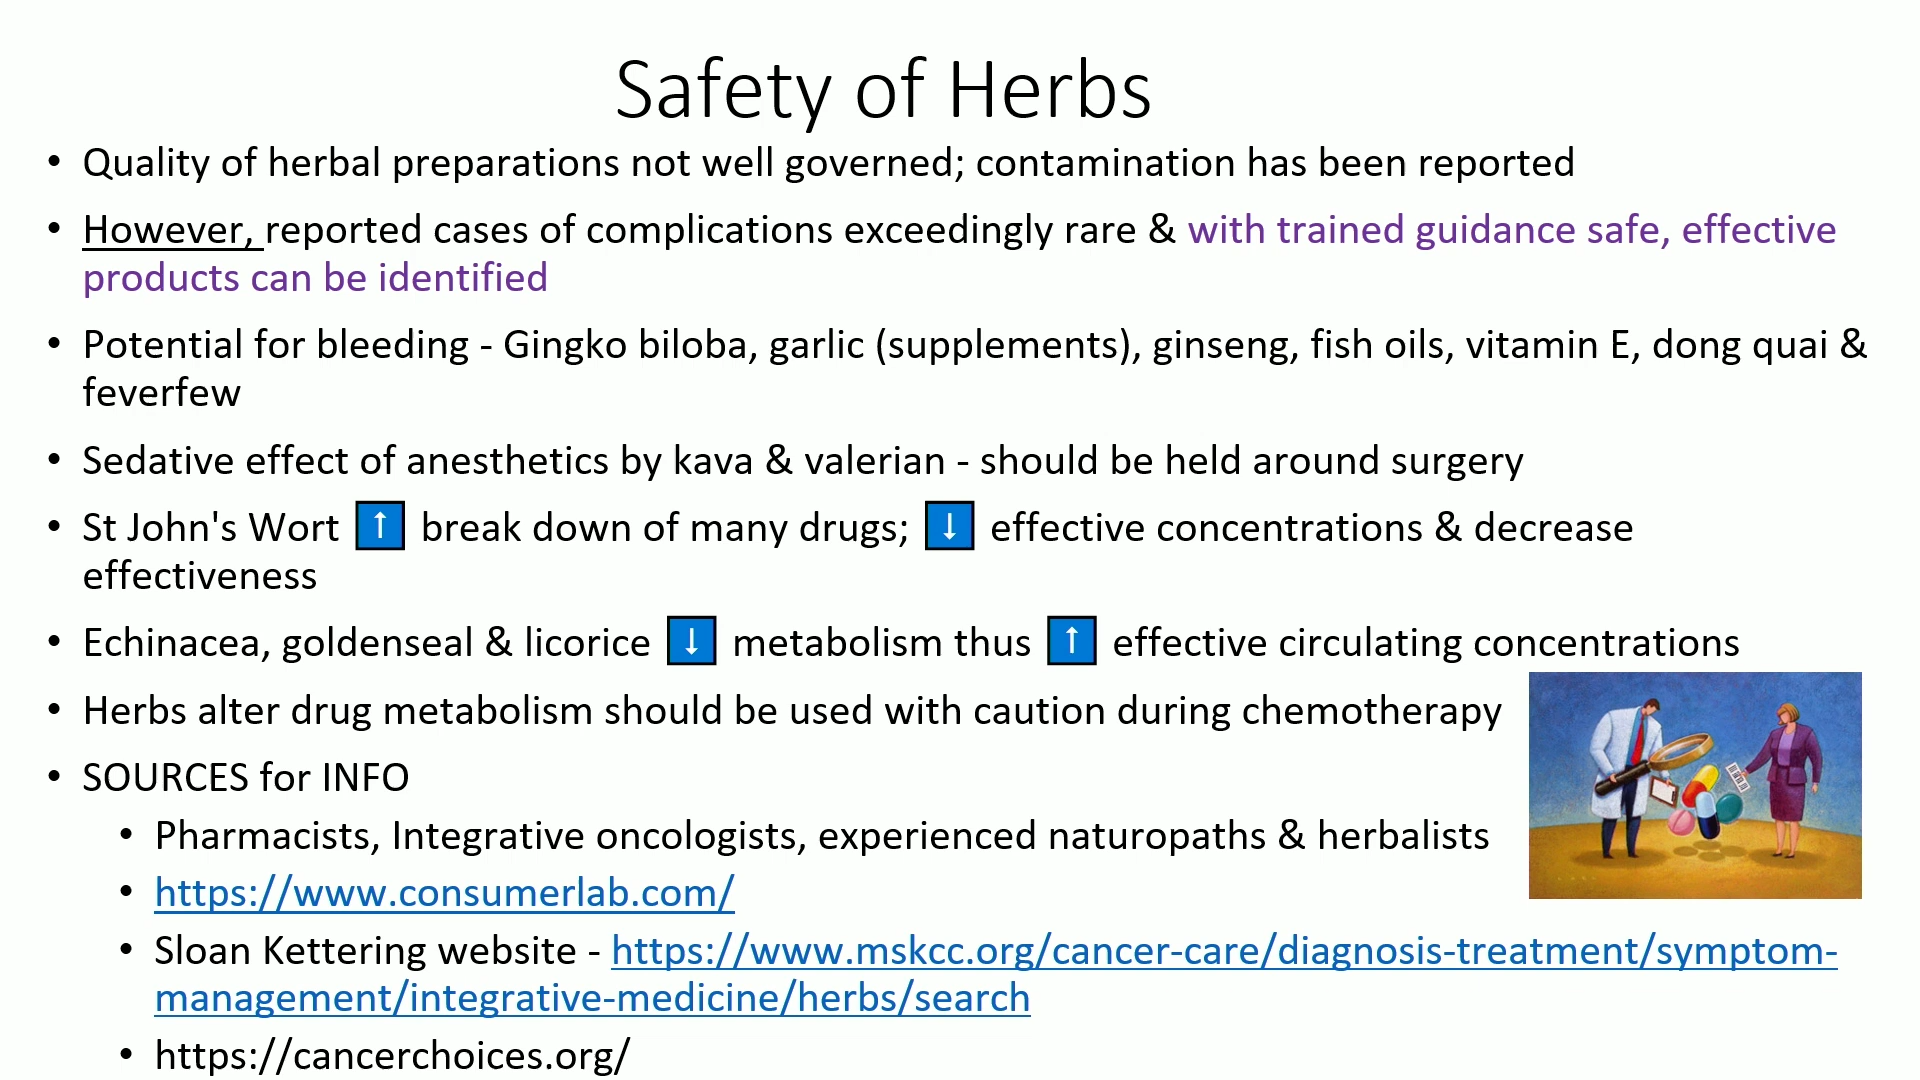 Safety of Herbs
• Quality of herbal preparations not well governed; contamination has been reported
• However, reported cases of complications exceedingly rare & with trained guidance safe, effective
products can be identified
• Potential for bleeding - Gingko biloba, garlic (supplements), ginseng, fish oils, vitamin E, dong quai &
feverfew
• Sedative effect of anesthetics by kava & valerian - should be held around surgery
• St John's Wort ↑ break down of many drugs; ↓ effective concentrations & decrease
effectiveness
• Echinacea, goldenseal & licorice ↓ metabolism thus ↑ effective circulating concentrations
• Herbs alter drug metabolism should be used with caution during chemotherapy
• SOURCES for INFO
• Pharmacists, Integrative oncologists, experienced naturopaths & herbalists
• https://www.consumerlab.com/
• Sloan Kettering website - https://www.mskcc.org/cancer-care/diagnosis-treatment/symptom-
management/integrative-medicine/herbs/search
• https://cancerchoices.org/